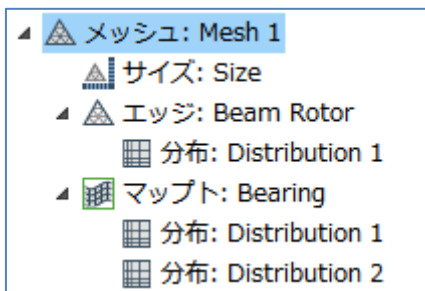 メッシュ: Mesh 1
サイズ: Size
エッジ: Beam Rotor
分布: Distribution 1
マップト: Bearing
分布: Distribution 1
分布: Distribution 2